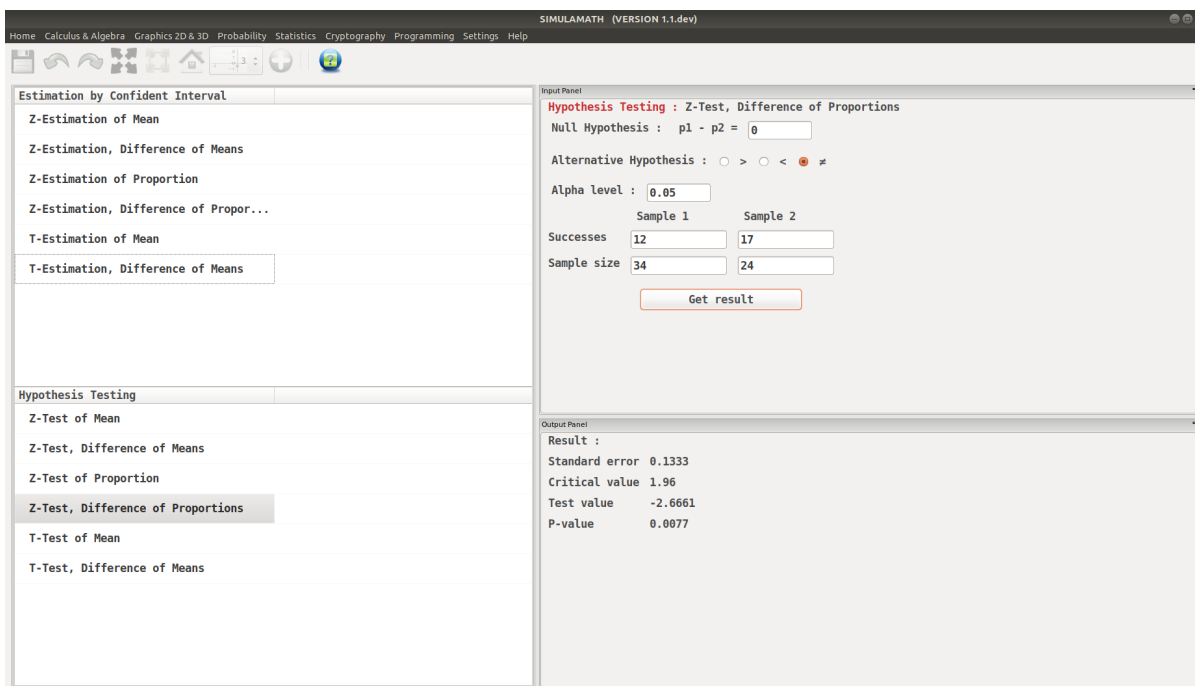 SIMULAMATH (VERSION 1.1.dev)
Home Calculus & Algebra Graphics 2D & 3D Probability Statistics Cryptography Programming Settings Help
3
Estimation by Confident Interval
Z-Estimation of Mean
Z-Estimation, Difference of Means
Z-Estimation of Proportion
Z-Estimation, Difference of Propor...
T-Estimation of Mean
T-Estimation, Difference of Means
Hypothesis Testing
Z-Test of Mean
Z-Test, Difference of Means
Z-Test of Proportion
Z-Test, Difference of Proportions
T-Test of Mean
T-Test, Difference of Means
Input Panel
Hypothesis Testing : Z-Test, Difference of Proportions
Null Hypothesis : p1 - p2 = 0
Alternative Hypothesis : > < ≠
Alpha level : 0.05
Sample 1 Sample 2
Successes 12 17
Sample size 34 24
Get result
Output Panel
Result :
Standard error 0.1333
Critical value 1.96
Test value -2.6661
P-value 0.0077